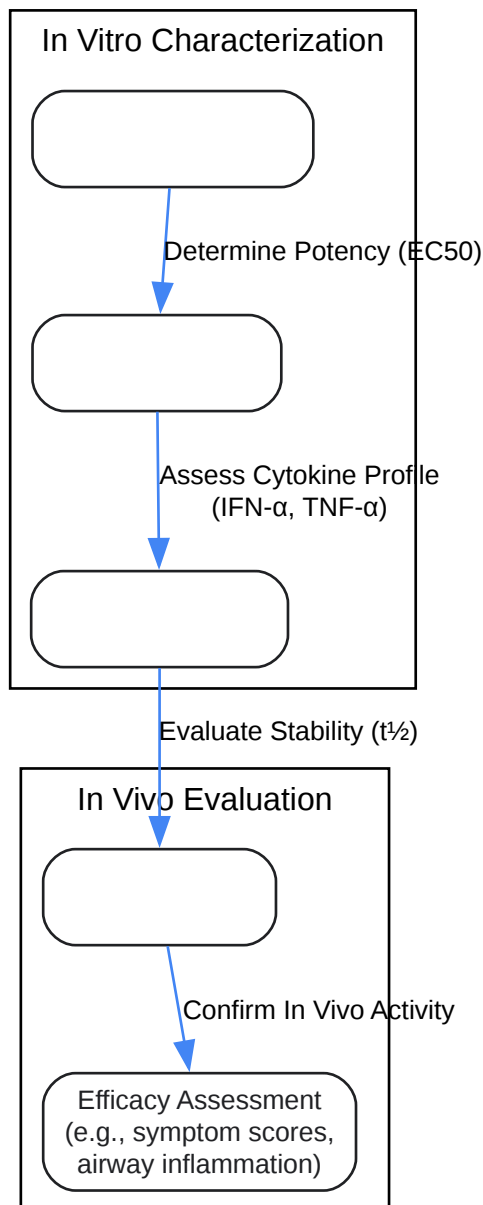 In Vitro Characterization
Determine Potency (EC50)
Assess Cytokine Profile
(IFN-α, TNF-α)
Evaluate Stability (t½)
In Vivo Evaluation
Confirm In Vivo Activity
Efficacy Assessment
(e.g., symptom scores,
airway inflammation)